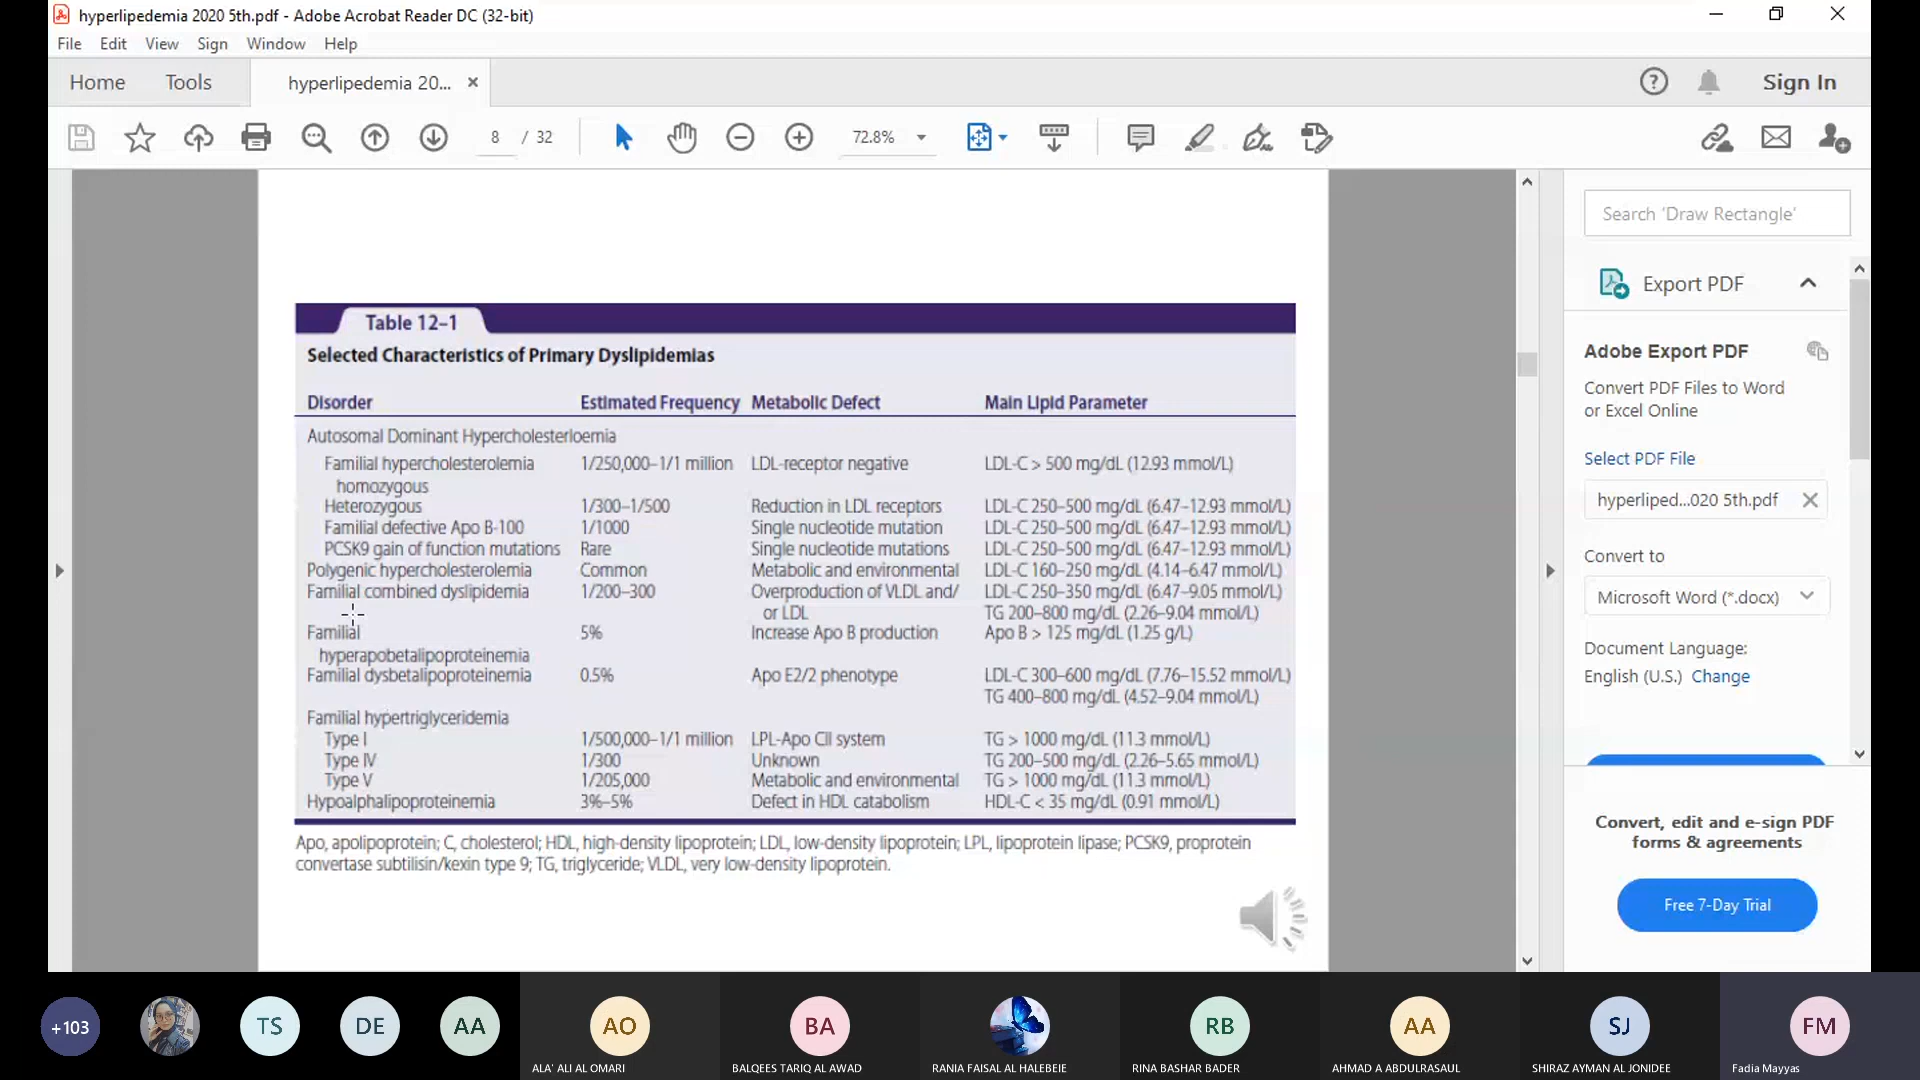 hyperlipedemia 2020 5th.pdf - Adobe Acrobat Reader DC (32-bit)
File Edit View Sign Window Help
Home Tools hyperlipedemia 20... × Sign In
8 / 32 72.8%
Search 'Draw Rectangle'
Export PDF
Adobe Export PDF
Convert PDF Files to Word
or Excel Online
Select PDF File
hyperliped...020 5th.pdf
Convert to
Microsoft Word (*.docx)
Document Language:
English (U.S.) Change
Convert, edit and e-sign PDF
forms & agreements
Free 7-Day Trial
Table 12–1
Selected Characteristics of Primary Dyslipidemias
Disorder Estimated Frequency Metabolic Defect Main Lipid Parameter
Autosomal Dominant Hypercholesterloemia
Familial hypercholesterolemia 1/250,000–1/1 million LDL-receptor negative LDL-C > 500 mg/dL (12.93 mmol/L)
homozygous
Heterozygous 1/300–1/500 Reduction in LDL receptors LDL-C 250–500 mg/dL (6.47–12.93 mmol/L)
Familial defective Apo B-100 1/1000 Single nucleotide mutation LDL-C 250–500 mg/dL (6.47–12.93 mmol/L)
PCSK9 gain of function mutations Rare Single nucleotide mutations LDL-C 250–500 mg/dL (6.47–12.93 mmol/L)
Polygenic hypercholesterolemia Common Metabolic and environmental LDL-C 160–250 mg/dL (4.14–6.47 mmol/L)
Familial combined dyslipidemia 1/200–300 Overproduction of VLDL and/ LDL-C 250–350 mg/dL (6.47–9.05 mmol/L)
or LDL TG 200–800 mg/dL (2.26–9.04 mmol/L)
Familial 5% Increase Apo B production Apo B > 125 mg/dL (1.25 g/L)
hyperapobetalipoproteinemia
Familial dysbetalipoproteinemia 0.5% Apo E2/2 phenotype LDL-C 300–600 mg/dL (7.76–15.52 mmol/L)
TG 400–800 mg/dL (4.52–9.04 mmol/L)
Familial hypertriglyceridemia
Type I 1/500,000–1/1 million LPL-Apo CII system TG > 1000 mg/dL (11.3 mmol/L)
Type IV 1/300 Unknown TG 200–500 mg/dL (2.26–5.65 mmol/L)
Type V 1/205,000 Metabolic and environmental TG > 1000 mg/dL (11.3 mmol/L)
Hypoalphalipoproteinemia 3%–5% Defect in HDL catabolism HDL-C < 35 mg/dL (0.91 mmol/L)
Apo, apolipoprotein; C, cholesterol; HDL, high-density lipoprotein; LDL, low-density lipoprotein; LPL, lipoprotein lipase; PCSK9, proprotein
convertase subtilisin/kexin type 9; TG, triglyceride; VLDL, very low-density lipoprotein.
+103 TS DE AA AO BA RB AA SJ FM
ALA' ALI AL OMARI BALQEES TARIQ AL AWAD RANIA FAISAL AL HALEBEIE RINA BASHAR BADER AHMAD A ABDULRASAUL SHIRAZ AYMAN AL JONIDEE Fadia Mayyas